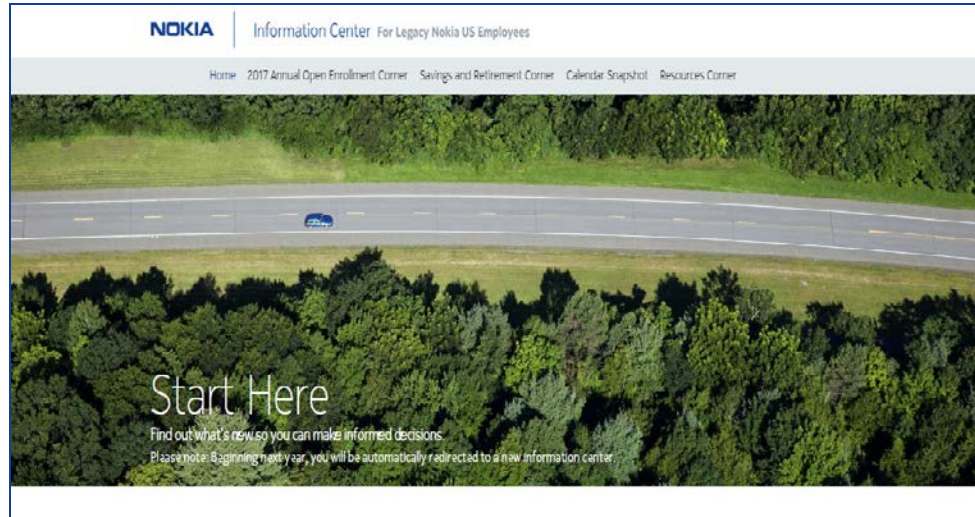 NOKIA Information Center For Legacy Nokia US Employees
Home 2017 Annual Open Enrollment Corner Savings and Retirement Corner Calendar Snapshot Resources Corner
Start Here
Find out what's new so you can make informed decisions.
Please note: Beginning next year, you will be automatically redirected to a new information center.